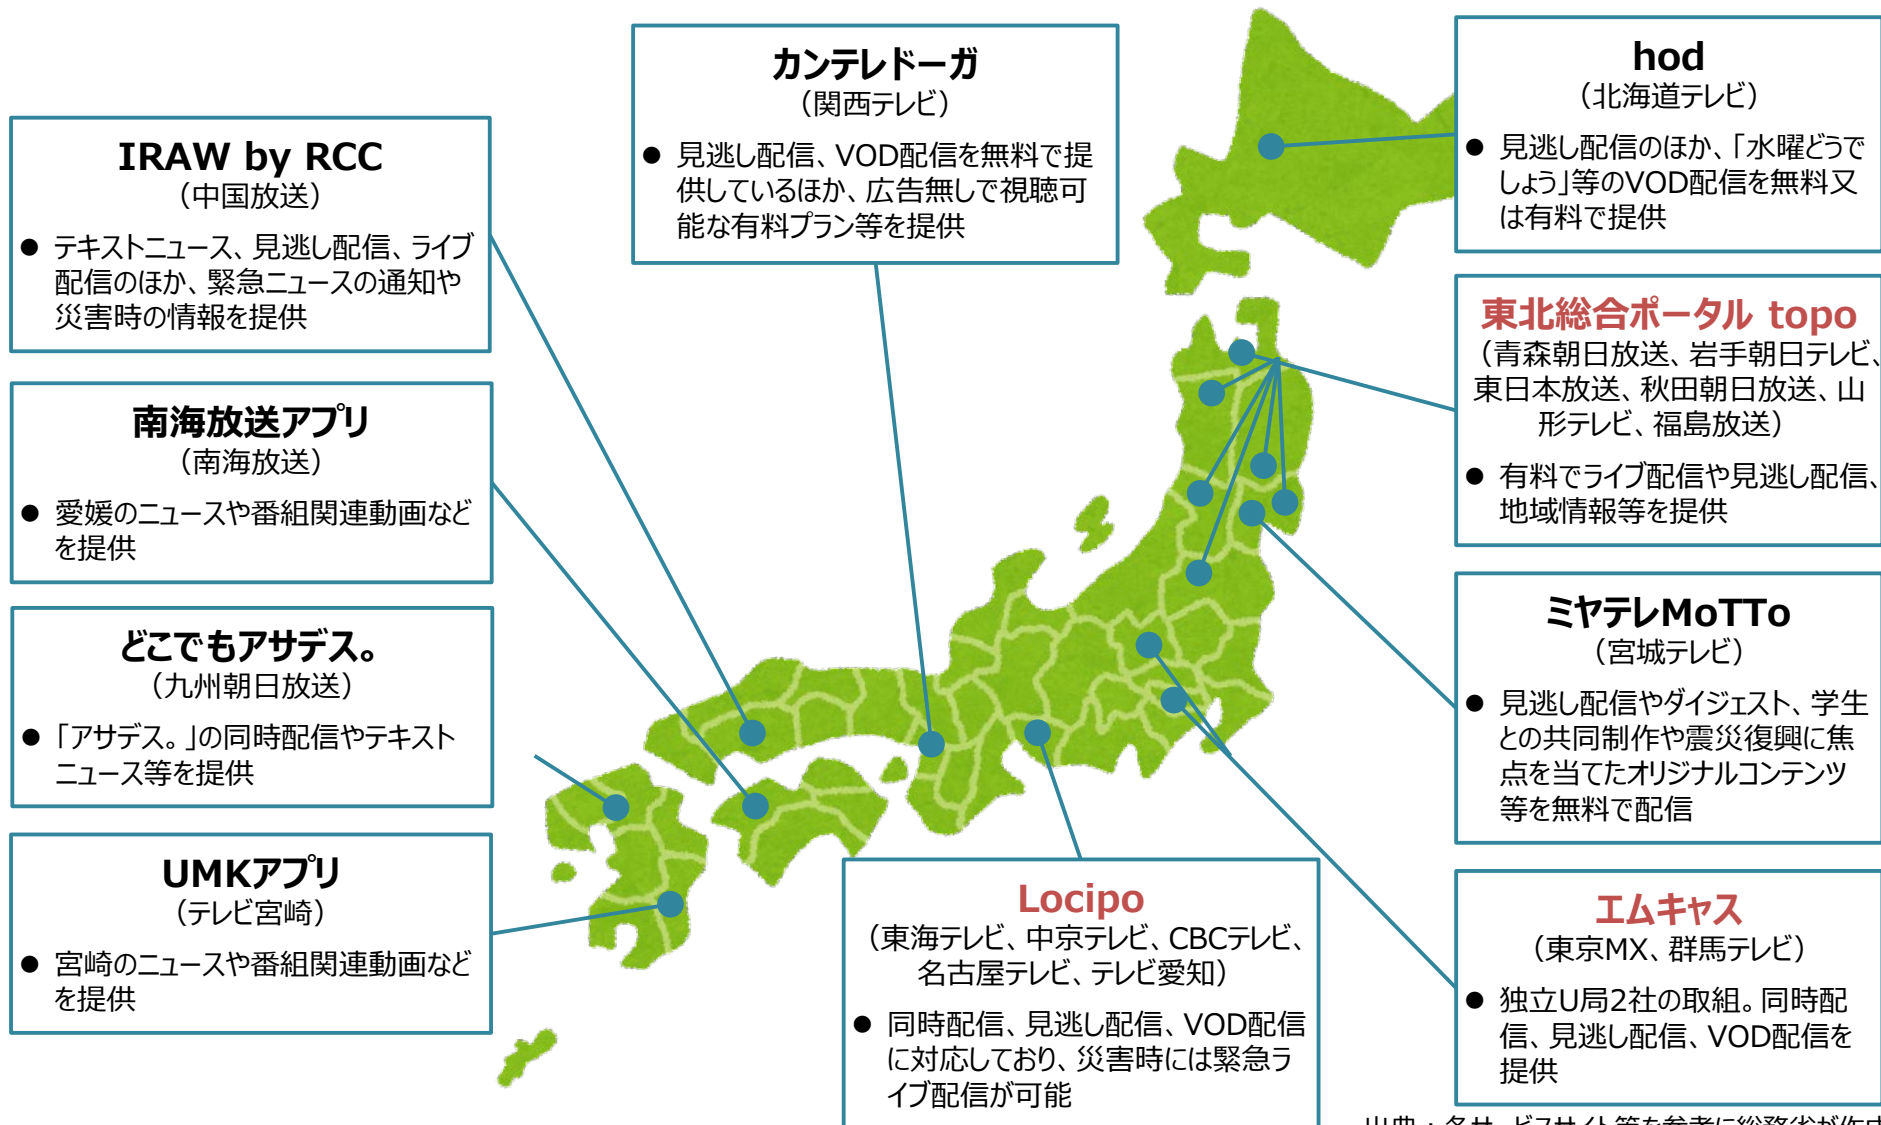 カンテレドーガ
（関西テレビ）
● 見逃し配信、VOD配信を無料で提
供しているほか、広告無しで視聴可
能な有料プラン等を提供
hod
（北海道テレビ）
● 見逃し配信のほか、「水曜どうで
しょう」等のVOD配信を無料又
は有料で提供
IRAW by RCC
（中国放送）
● テキストニュース、見逃し配信、ライブ
配信のほか、緊急ニュースの通知や
災害時の情報を提供
東北総合ポータル topo
（青森朝日放送、岩手朝日テレビ、
東日本放送、秋田朝日放送、山
形テレビ、福島放送）
● 有料でライブ配信や見逃し配信、
地域情報等を提供
南海放送アプリ
（南海放送）
● 愛媛のニュースや番組関連動画など
を提供
ミヤテレMoTTo
（宮城テレビ）
● 見逃し配信やダイジェスト、学生
との共同制作や震災復興に焦
点を当てたオリジナルコンテンツ
等を無料で配信
どこでもアサデス。
（九州朝日放送）
● 「アサデス。」の同時配信やテキスト
ニュース等を提供
UMKアプリ
（テレビ宮崎）
● 宮崎のニュースや番組関連動画など
を提供
Locipo
（東海テレビ、中京テレビ、CBCテレビ、
名古屋テレビ、テレビ愛知）
● 同時配信、見逃し配信、VOD配信
に対応しており、災害時には緊急ラ
イブ配信が可能
エムキャス
（東京MX、群馬テレビ）
● 独立U局2社の取組。同時配
信、見逃し配信、VOD配信を
提供
出典：各サービスサイト等を参考に総務省が作成